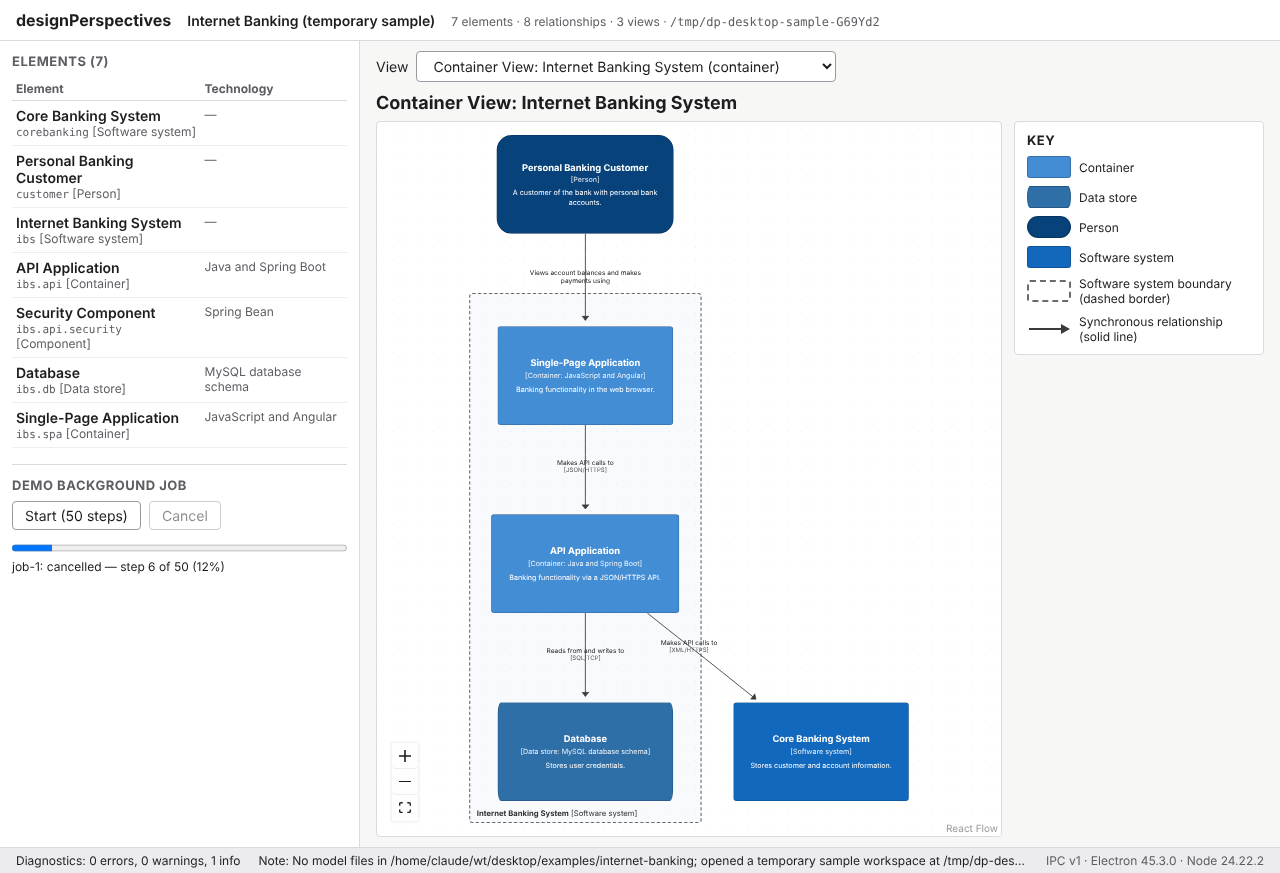 designPerspectives Internet Banking (temporary sample) 7 elements · 8 relationships · 3 views · /tmp/dp-desktop-sample-G69Yd2
ELEMENTS (7)
Element Technology
Core Banking System —
corebanking [Software system]
Personal Banking —
Customer
customer [Person]
Internet Banking System —
ibs [Software system]
API Application Java and Spring Boot
ibs.api [Container]
Security Component Spring Bean
ibs.api.security
[Component]
Database MySQL database
ibs.db [Data store] schema
Single-Page Application JavaScript and Angular
ibs.spa [Container]
DEMO BACKGROUND JOB
Start (50 steps) Cancel
job-1: cancelled — step 6 of 50 (12%)
View Container View: Internet Banking System (container)
Container View: Internet Banking System
Personal Banking Customer
[Person]
A customer of the bank with personal bank
accounts.
Views account balances and makes
payments using
Single-Page Application
[Container: JavaScript and Angular]
Banking functionality in the web browser.
Makes API calls to
[JSON/HTTPS]
API Application
[Container: Java and Spring Boot]
Banking functionality via a JSON/HTTPS API.
Reads from and writes to
[SQL/TCP]
Makes API calls to
[XML/HTTPS]
Database
[Data store: MySQL database schema]
Stores user credentials.
Core Banking System
[Software system]
Stores customer and account information.
Internet Banking System [Software system]
React Flow
KEY
Container
Data store
Person
Software system
Software system boundary
(dashed border)
Synchronous relationship
(solid line)
Diagnostics: 0 errors, 0 warnings, 1 info Note: No model files in /home/claude/wt/desktop/examples/internet-banking; opened a temporary sample workspace at /tmp/dp-des... IPC v1 · Electron 45.3.0 · Node 24.22.2